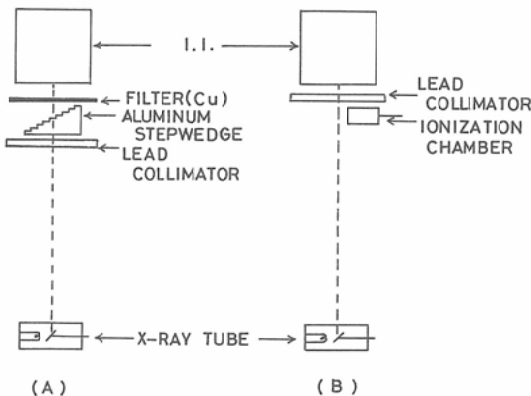 I.I.
FILTER(Cu)
ALUMINUM
STEPWEDGE
LEAD
COLLIMATOR
LEAD
COLLIMATOR
IONIZATION
CHAMBER
X-RAY TUBE
(A)
(B)